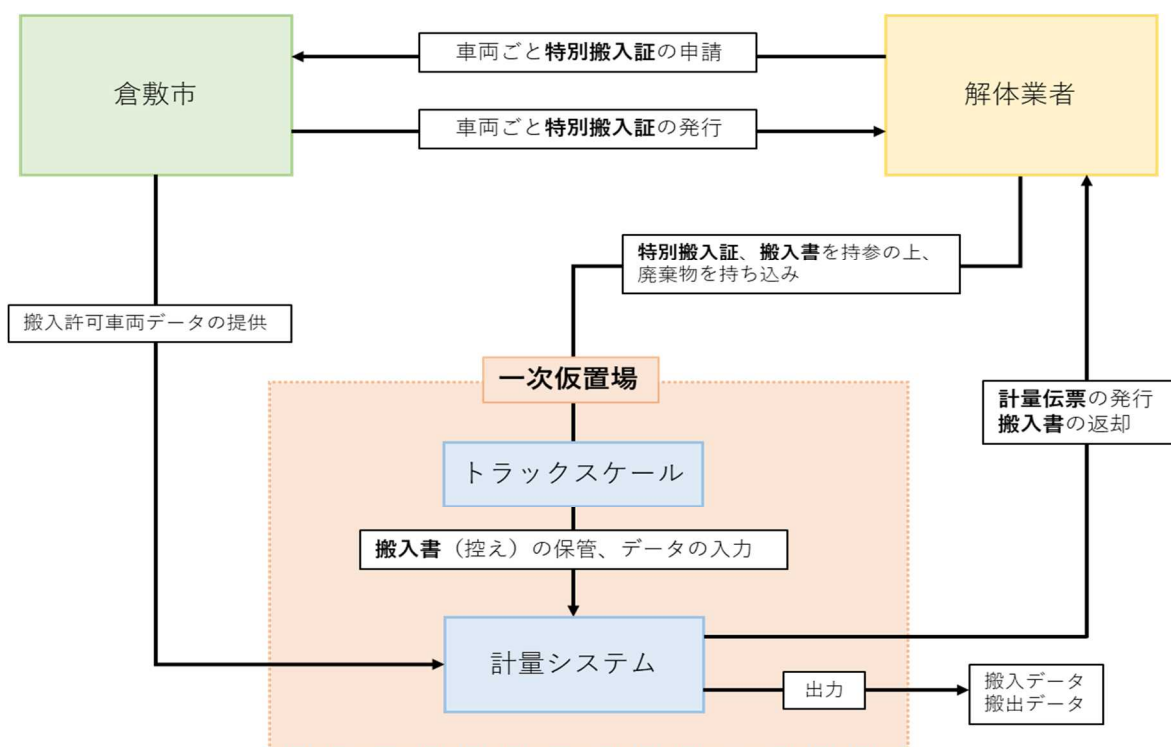 倉敷市
車両ごと特別搬入証の申請
解体業者
車両ごと特別搬入証の発行
特別搬入証、搬入書を持参の上、
廃棄物を持ち込み
搬入許可車両データの提供
一次仮置場
計量伝票の発行
搬入書の返却
トラックスケール
搬入書（控え）の保管、データの入力
計量システム
出力
搬入データ
搬出データ